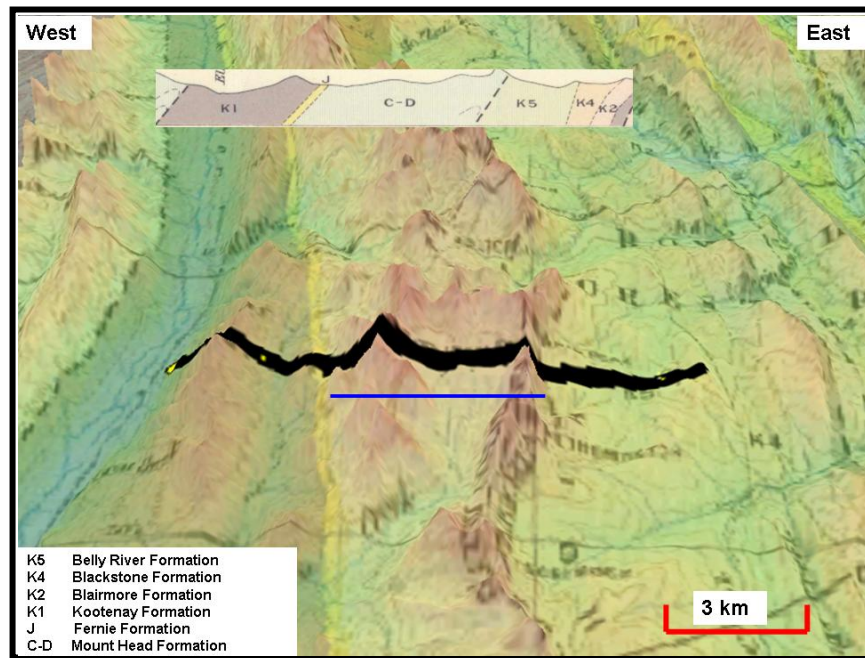 West
East
J
K1
C-D
K5
K4
K2
K4
K5 Belly River Formation
K4 Blackstone Formation
K2 Blairmore Formation
K1 Kootenay Formation
J Fernie Formation
C-D Mount Head Formation
3 km